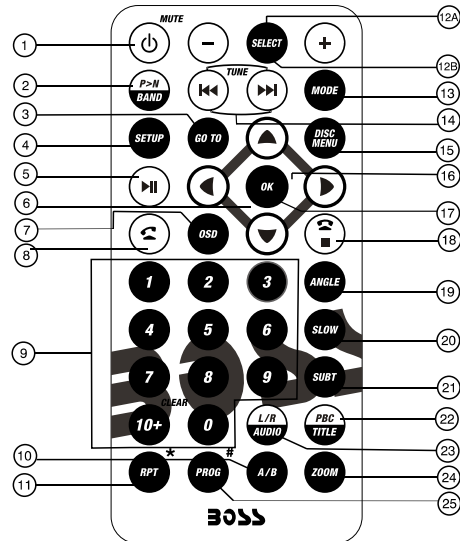 MUTE
12A
1
SELECT
12B
TUNE
2
P>N
BAND
MODE
13
14
3
SETUP
GO TO
DISC
MENU
4
15
5
16
OK
6
17
7
OSD
18
8
1 2 3 ANGLE
19
4 5 6 SLOW
9
20
7 8 9 SUBT
21
CLEAR
10+ 0 L/R
AUDIO
PBC
TITLE
22
* #
23
10
RPT PROG A/B ZOOM
24
11
25
BOSS